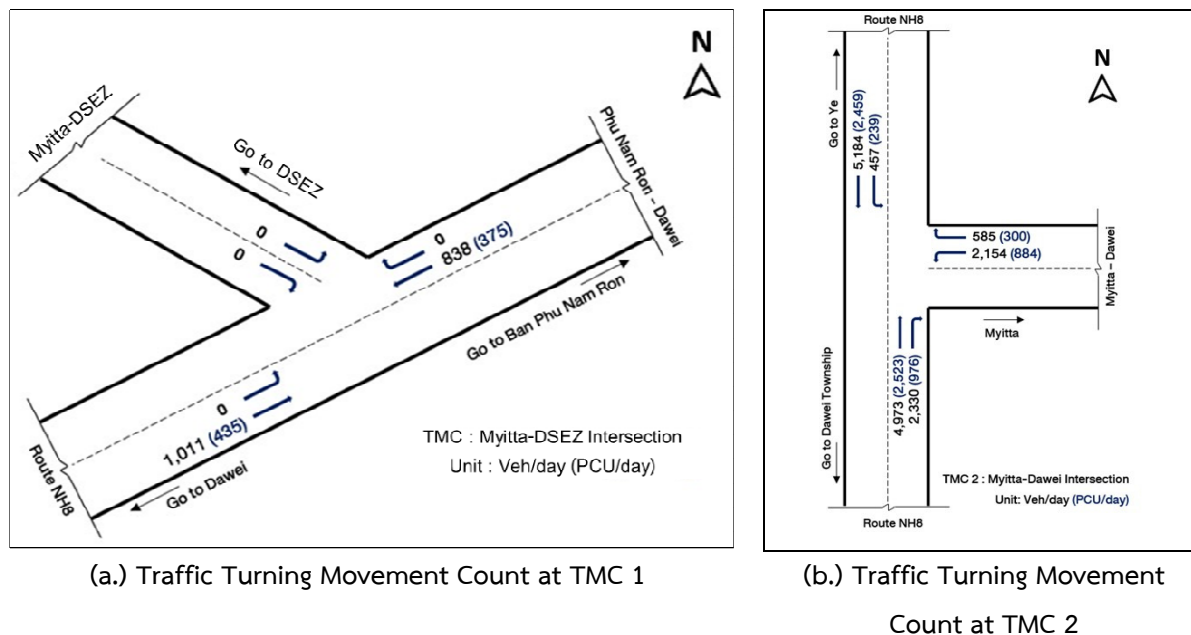 N
Myitta-DSEZ
Go to DSEZ
Phu Nam Ron – Dawei
0
0
0
838 (375)
Go to Ban Phu Nam Ron
0
1,011 (435)
Route NH8
Go to Dawei
TMC : Myitta-DSEZ Intersection
Unit : Veh/day (PCU/day)
(a.) Traffic Turning Movement Count at TMC 1
Route NH8
N
Go to Ye
5,184 (2,459)
457 (239)
585 (300)
2,154 (884)
Myitta – Dawei
Myitta
Go to Dawei Township
4,973 (2,523)
2,330 (976)
TMC 2 : Myitta-Dawei Intersection
Unit: Veh/day (PCU/day)
Route NH8
(b.) Traffic Turning Movement
Count at TMC 2